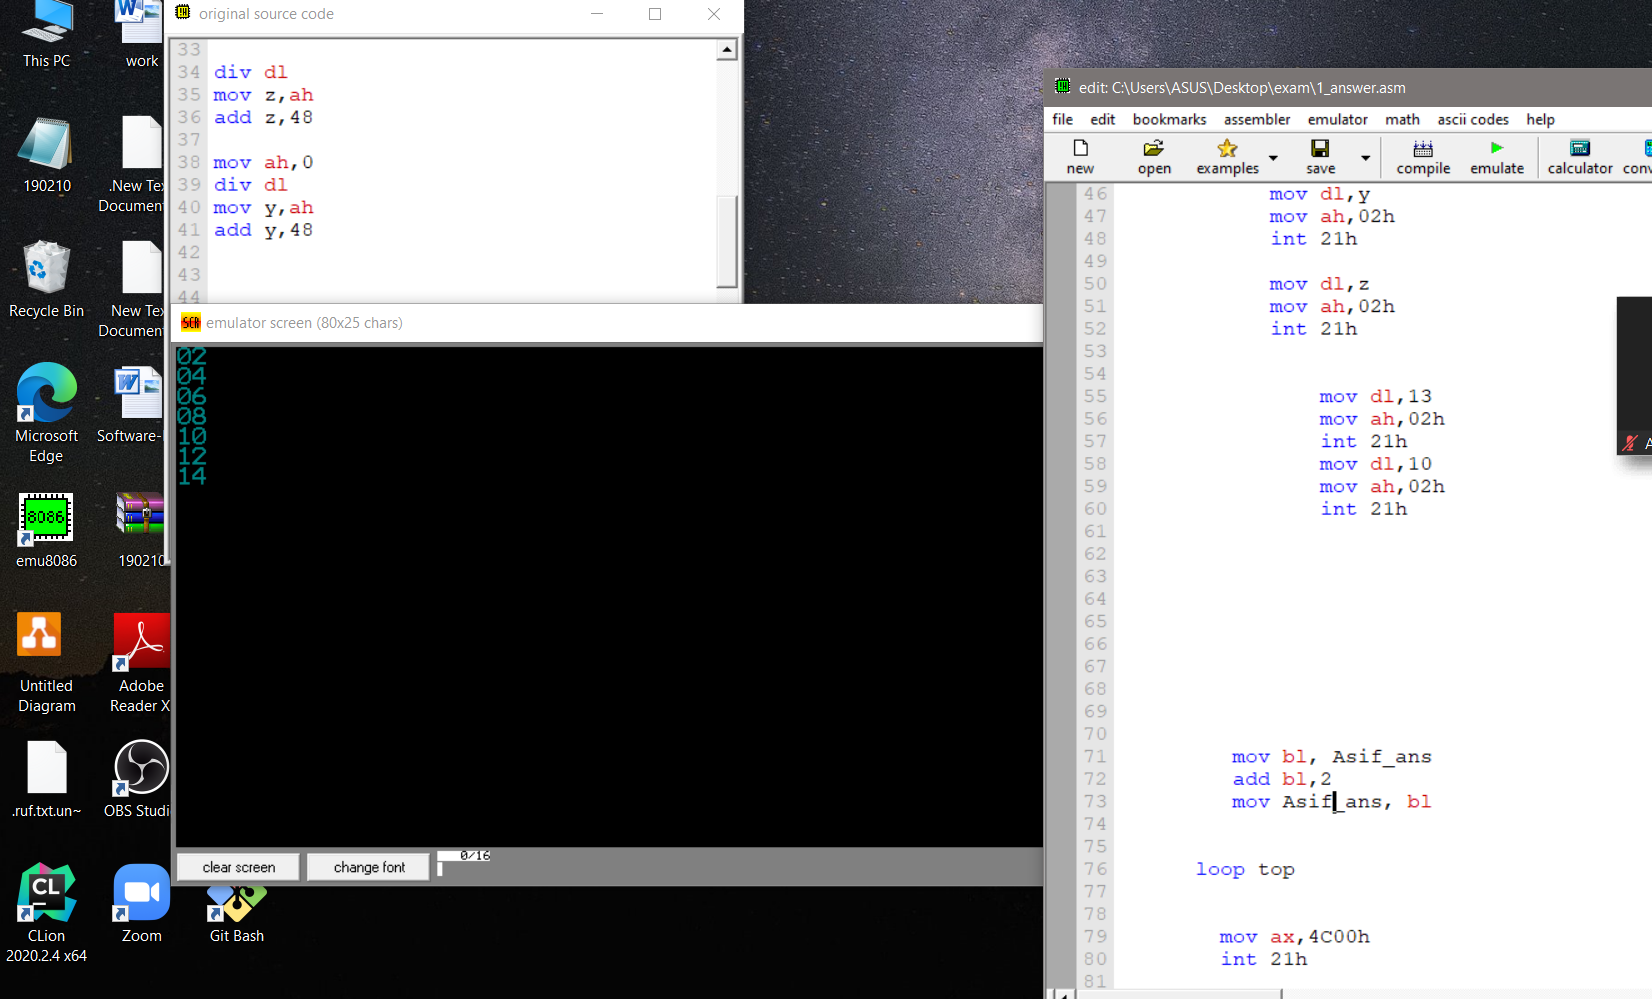 This PC
work
190210
.New Tex
Document
Recycle Bin
New Tex
Document
Microsoft
Edge
Software-
8086
emu8086
190210
Untitled
Diagram
Adobe
Reader X
.ruf.txt.un~
OBS Studi
CL
CLion
2020.2.4 x64
Zoom
Git Bash
original source code
33
34 div dl
35 mov z,ah
36 add z,48
37
38 mov ah,0
39 div dl
40 mov y,ah
41 add y,48
42
43
44
SCR emulator screen (80x25 chars)
02
04
06
08
10
12
14
clear screen change font 0/16
edit: C:\Users\ASUS\Desktop\exam\1_answer.asm
file edit bookmarks assembler emulator math ascii codes help
new open examples save compile emulate calculator conv
46 mov dl,y
47 mov ah,02h
48 int 21h
49
50 mov dl,z
51 mov ah,02h
52 int 21h
53
54
55 mov dl,13
56 mov ah,02h
57 int 21h
58 mov dl,10
59 mov ah,02h
60 int 21h
61
62
63
64
65
66
67
68
69
70
71 mov bl, Asif_ans
72 add bl,2
73 mov Asif_ans, bl
74
75
76 loop top
77
78
79 mov ax,4C00h
80 int 21h
81
A